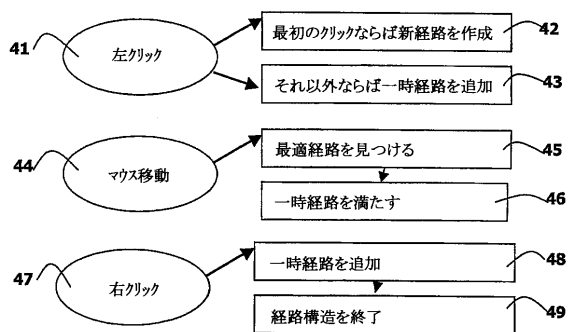 41
左クリック
最初のクリックならば新経路を作成
42
それ以外ならば一時経路を追加
43
44
マウス移動
最適経路を見つける
45
一時経路を満たす
46
47
右クリック
一時経路を追加
48
経路構造を終了
49